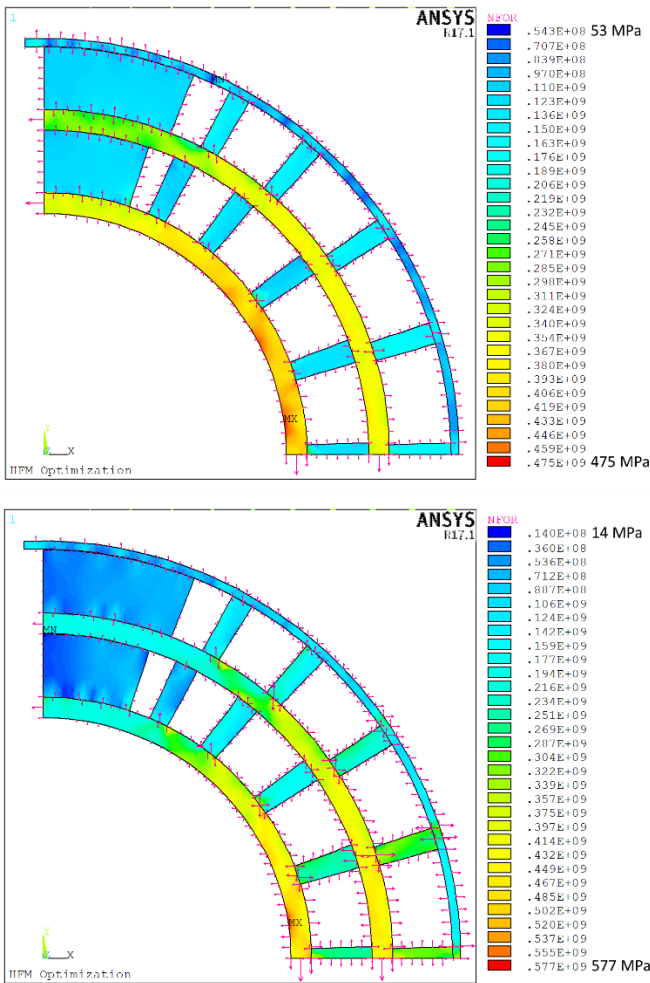 1
ANSYS
R17.1
NFOR
.543E+08 53 MPa
.707E+08
.839E+08
.970E+08
.110E+09
.123E+09
.136E+09
.150E+09
.163E+09
.176E+09
.189E+09
.206E+09
.219E+09
.232E+09
.245E+09
.258E+09
.271E+09
.285E+09
.298E+09
.311E+09
.324E+09
.340E+09
.354E+09
.367E+09
.380E+09
.393E+09
.406E+09
.419E+09
.433E+09
.446E+09
.459E+09
.475E+09 475 MPa
MN
MX
Y
Z X
HFM Optimization
1
ANSYS
R17.1
NFOR
.140E+08 14 MPa
.360E+08
.536E+08
.712E+08
.887E+08
.106E+09
.124E+09
.142E+09
.159E+09
.177E+09
.194E+09
.216E+09
.234E+09
.251E+09
.269E+09
.287E+09
.304E+09
.322E+09
.339E+09
.357E+09
.375E+09
.397E+09
.414E+09
.432E+09
.449E+09
.467E+09
.485E+09
.502E+09
.520E+09
.537E+09
.555E+09
.577E+09 577 MPa
MN
MX
Y
Z X
HFM Optimization